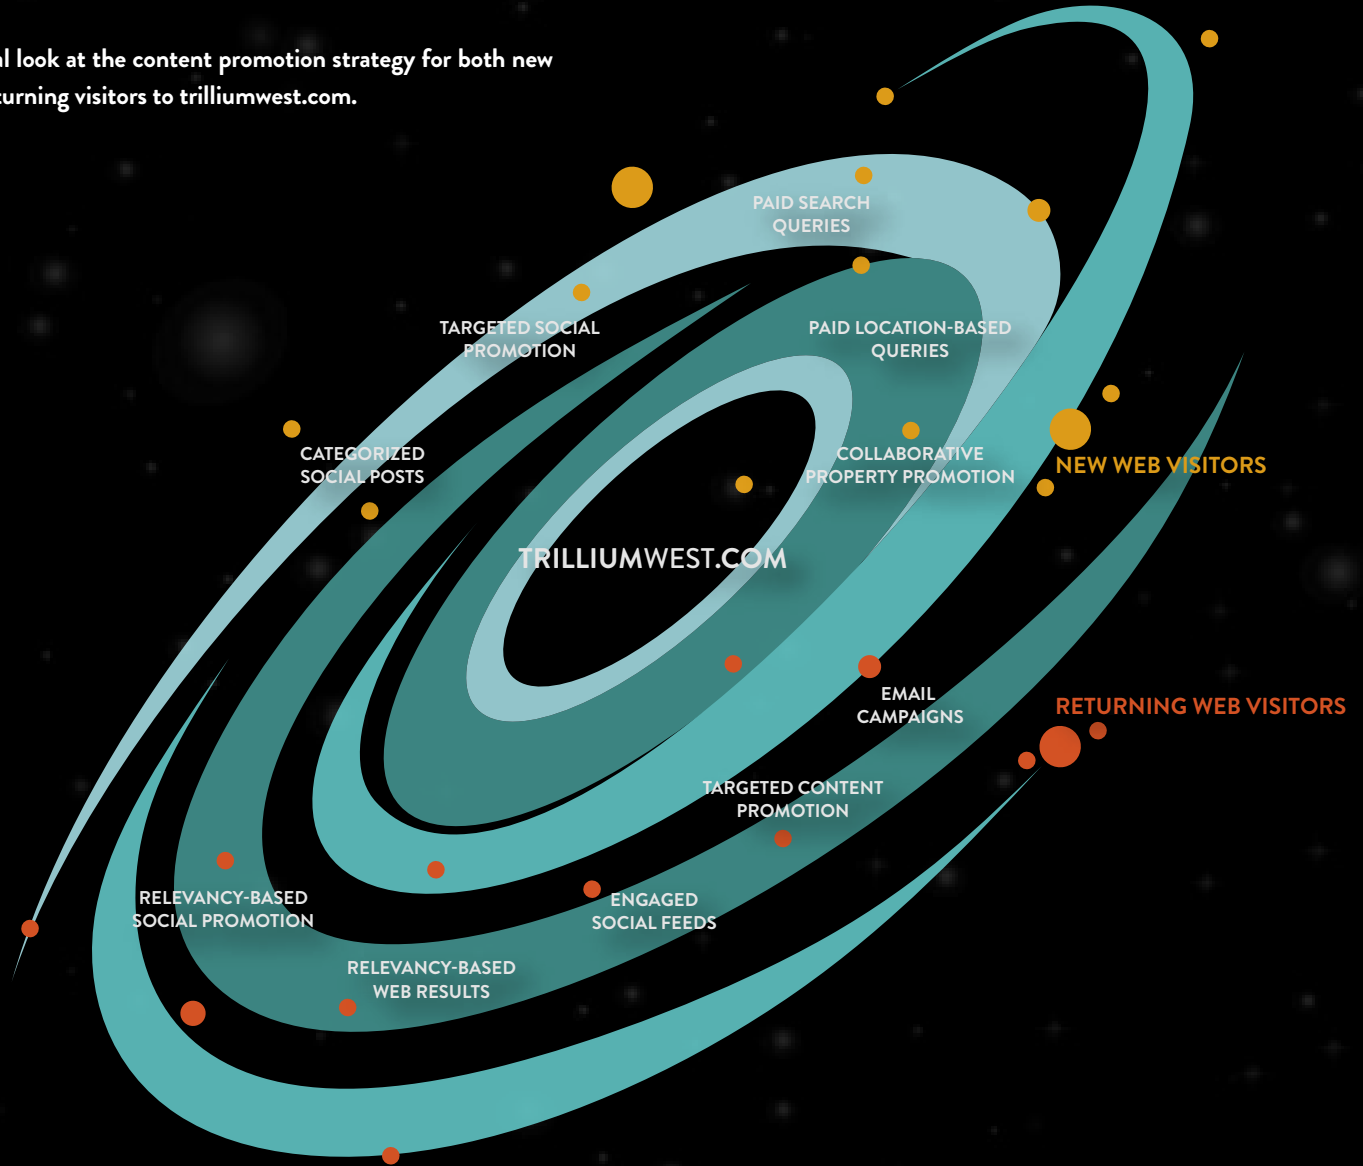 look at the content promotion strategy for both new
visitors to trilliumwest.com.
PAID SEARCH
QUERIES
TARGETED SOCIAL
PROMOTION
PAID LOCATION-BASED
QUERIES
CATEGORIZED
SOCIAL POSTS
COLLABORATIVE
PROPERTY PROMOTION
NEW WEB VISITORS
TRILLIUMWEST.COM
EMAIL
CAMPAIGNS
RETURNING WEB VISITORS
TARGETED CONTENT
PROMOTION
RELEVANCY-BASED
SOCIAL PROMOTION
ENGAGED
SOCIAL FEEDS
RELEVANCY-BASED
WEB RESULTS